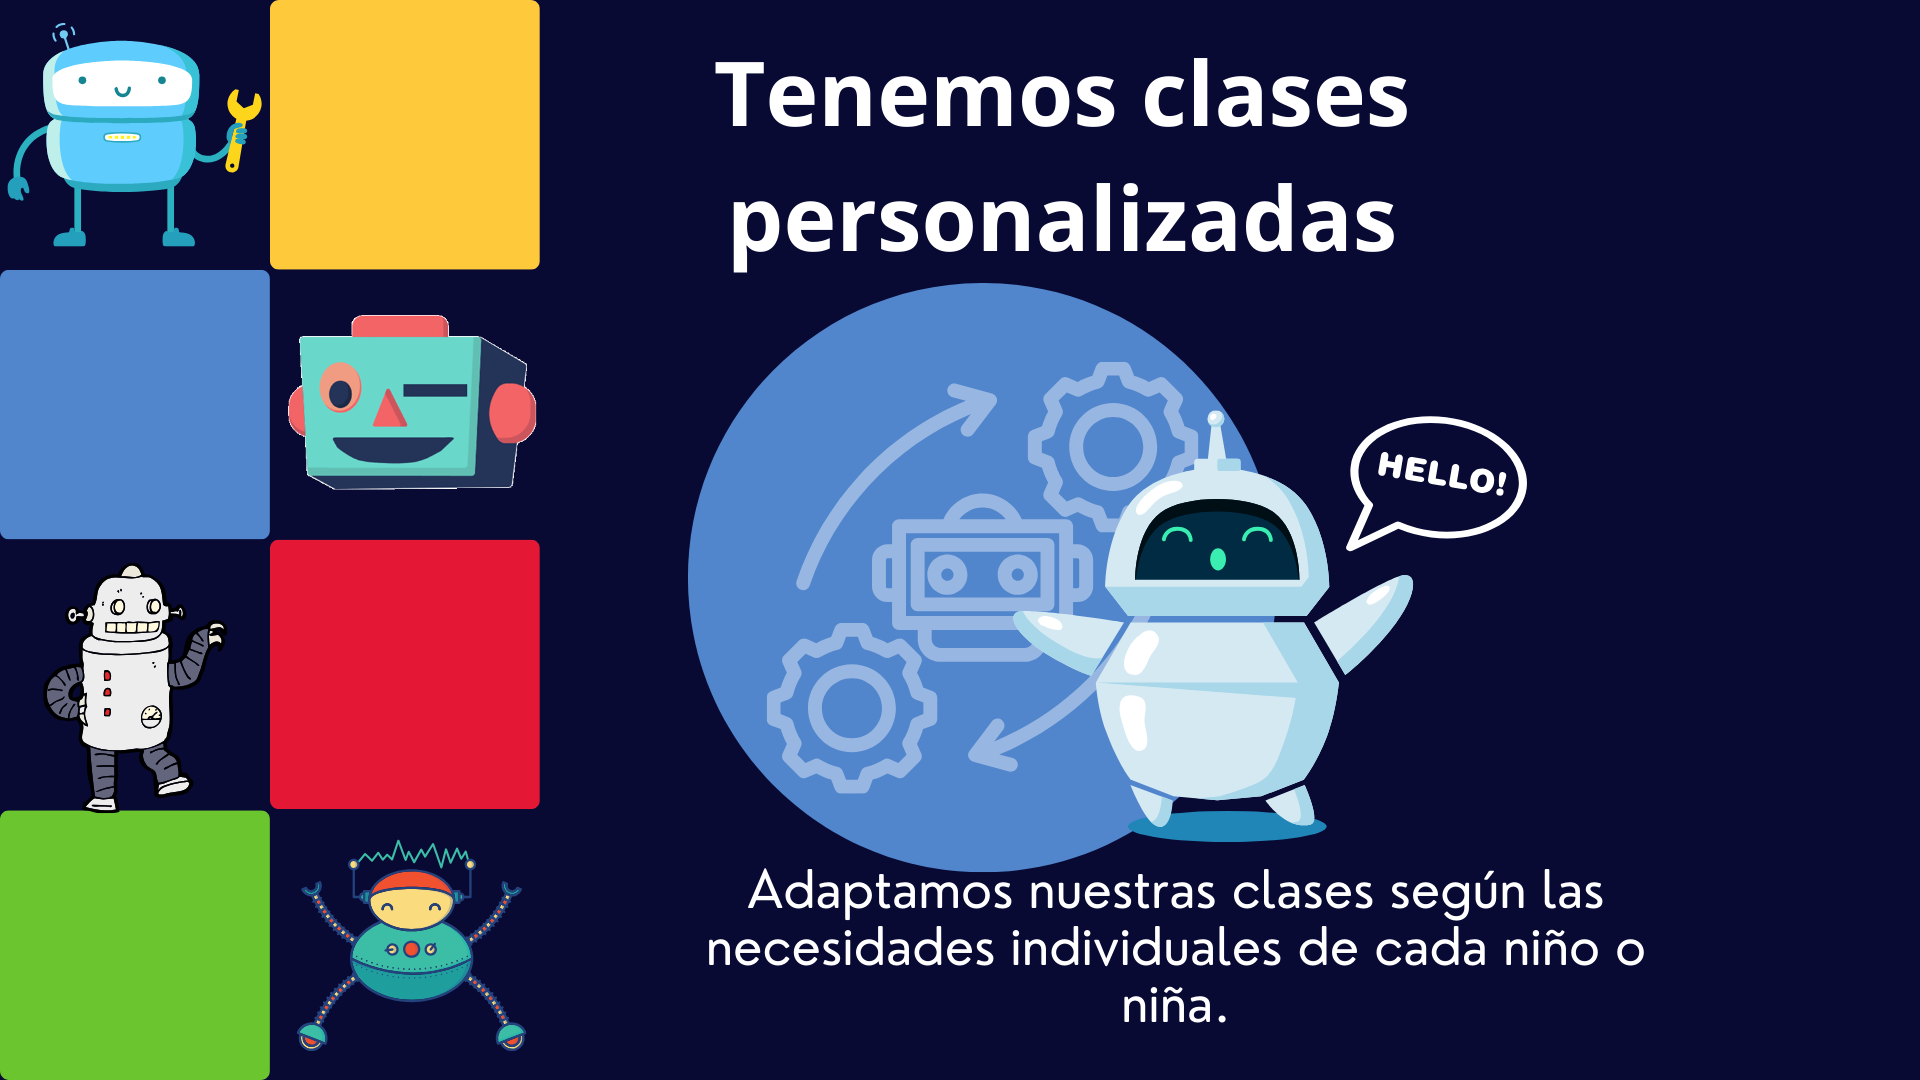 Tenemos clases
personalizadas
HELLO!
Adaptamos nuestras clases según las
necesidades individuales de cada niño o
niña.